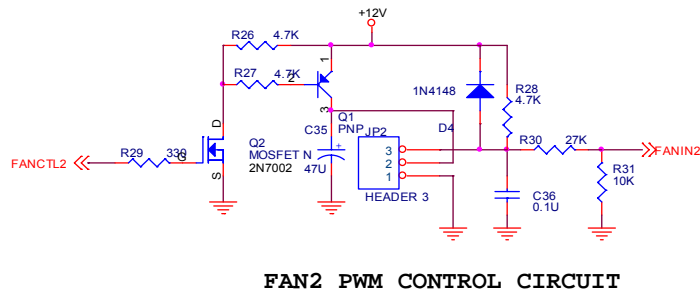 +12V
R26 4.7K
R27 4.7K
1
2
3
1N4148
R28
4.7K
D
Q1
PNP
C35
JP2
D4
R29 330
G
Q2
MOSFET N
2N7002
S
47U
3
2
1
HEADER 3
R30 27K
FANCTL2
FANIN2
R31
10K
C36
0.1U
+
FAN2 PWM CONTROL CIRCUIT